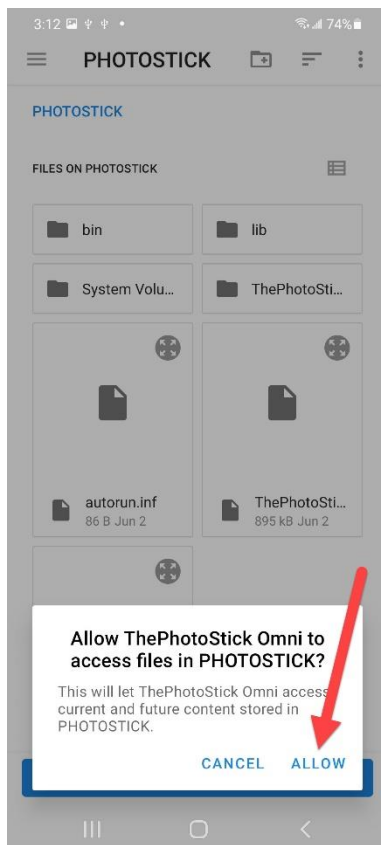 3:12 74%
PHOTOSTICK
PHOTOSTICK
FILES ON PHOTOSTICK
bin
lib
System Volu...
ThePhotoSti...
autorun.inf
86 B Jun 2
ThePhotoSti...
895 kB Jun 2
Allow ThePhotoStick Omni to
access files in PHOTOSTICK?
This will let ThePhotoStick Omni access
current and future content stored in
PHOTOSTICK.
CANCEL ALLOW